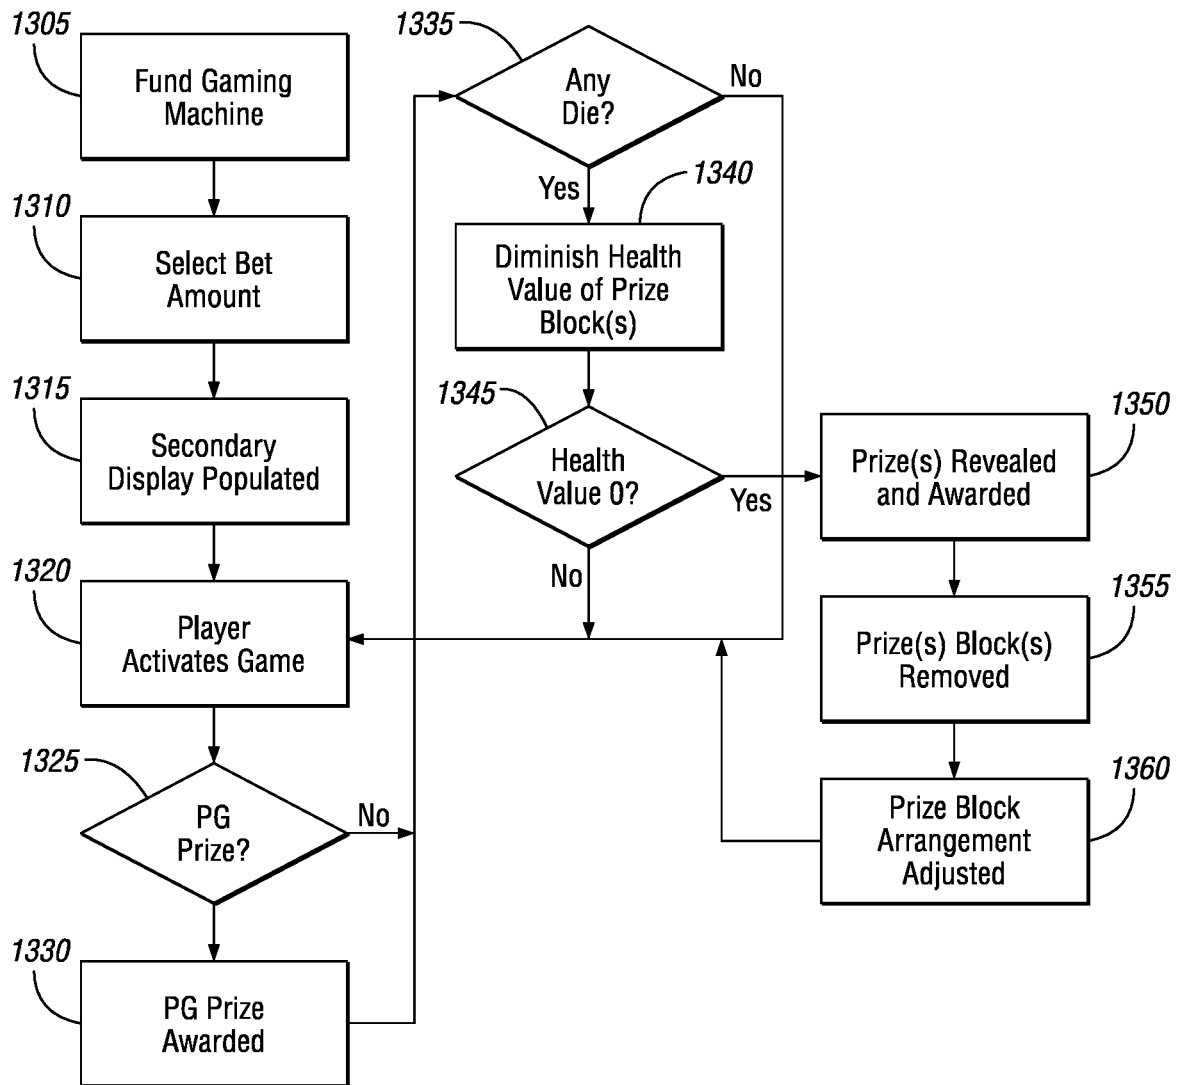 1305
Fund Gaming
Machine
1310
Select Bet
Amount
1315
Secondary
Display Populated
1320
Player
Activates Game
1325
PG
Prize?
No
1330
PG Prize
Awarded
1335
Any
Die?
No
Yes
1340
Diminish Health
Value of Prize
Block(s)
1345
Health
Value 0?
Yes
No
1350
Prize(s) Revealed
and Awarded
1355
Prize(s) Block(s)
Removed
1360
Prize Block
Arrangement
Adjusted